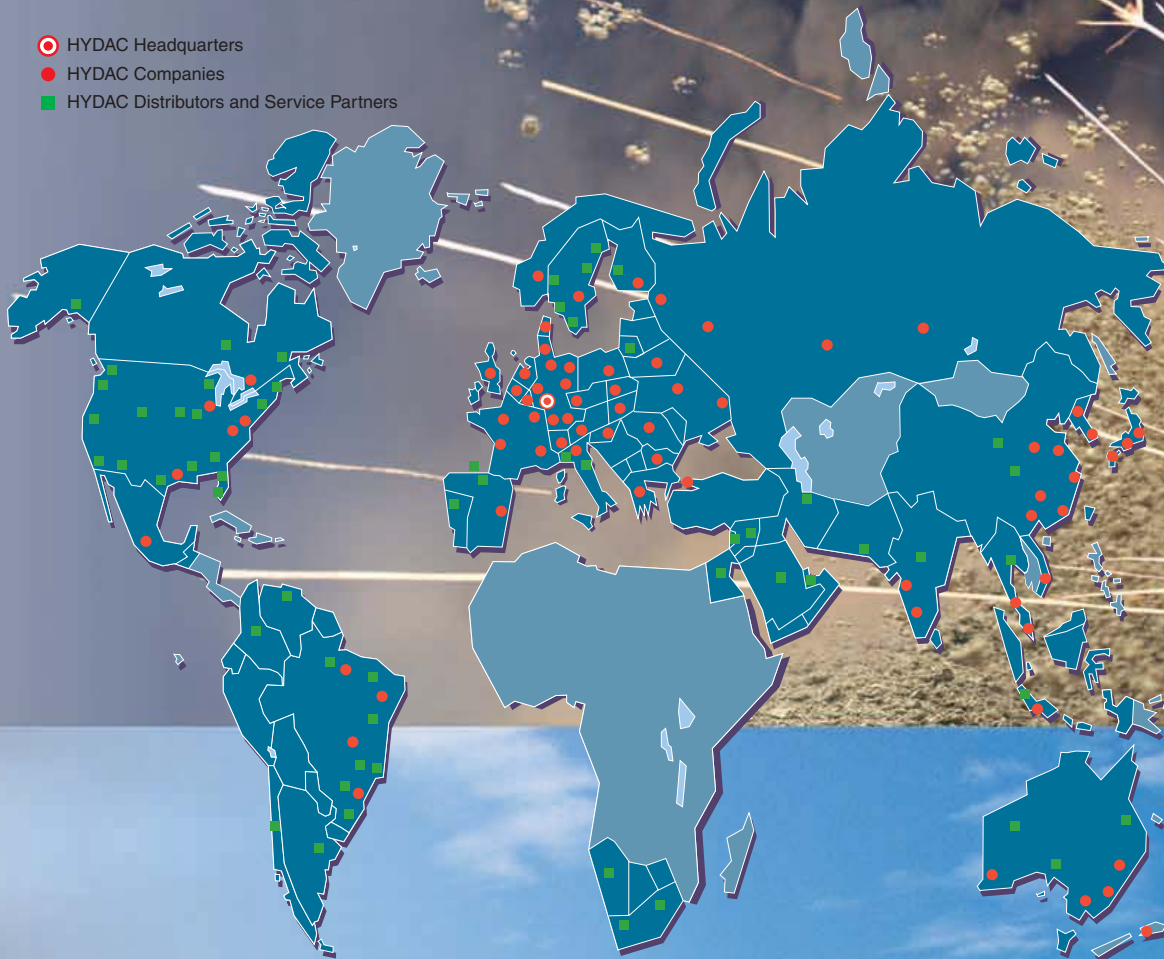 HYDAC Headquarters
HYDAC Companies
HYDAC Distributors and Service Partners